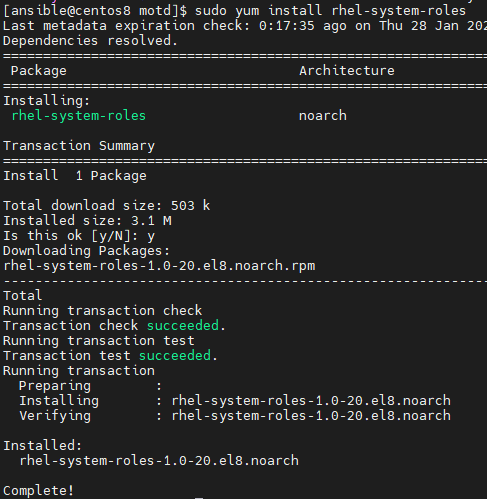 [ansible@centos8 motd]$ sudo yum install rhel-system-roles
Last metadata expiration check: 0:17:35 ago on Thu 28 Jan 202
Dependencies resolved.
================================================================
Package Architecture
================================================================
Installing:
rhel-system-roles noarch

Transaction Summary
================================================================
Install  1 Package

Total download size: 503 k
Installed size: 3.1 M
Is this ok [y/N]: y
Downloading Packages:
rhel-system-roles-1.0-20.el8.noarch.rpm
----------------------------------------------------------------
Total
Running transaction check
Transaction check succeeded.
Running transaction test
Transaction test succeeded.
Running transaction
  Preparing        :
  Installing       : rhel-system-roles-1.0-20.el8.noarch
  Verifying        : rhel-system-roles-1.0-20.el8.noarch

Installed:
  rhel-system-roles-1.0-20.el8.noarch

Complete!